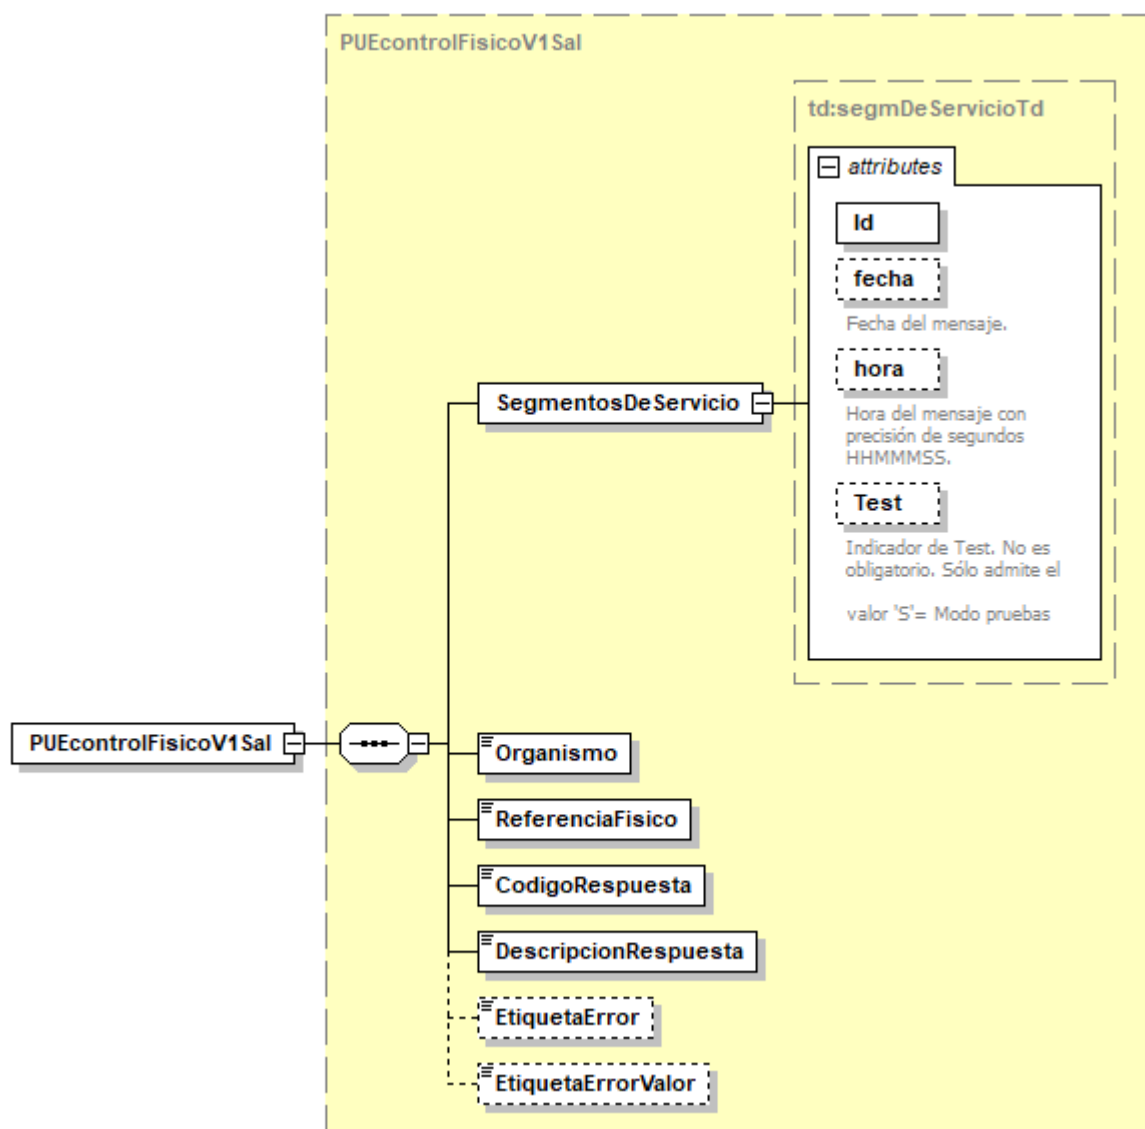 PUEcontrolFisicoV1Sal
td:segmDeServicioTd
attributes
Id
fecha
Fecha del mensaje.
hora
Hora del mensaje con
precisión de segundos
HHMMMSS.
Test
Indicador de Test. No es
obligatorio. Sólo admite el
valor 'S'= Modo pruebas
SegmentosDeServicio
PUEcontrolFisicoV1Sal
Organismo
ReferenciaFisico
CodigoRespuesta
DescripcionRespuesta
EtiquetaError
EtiquetaErrorValor